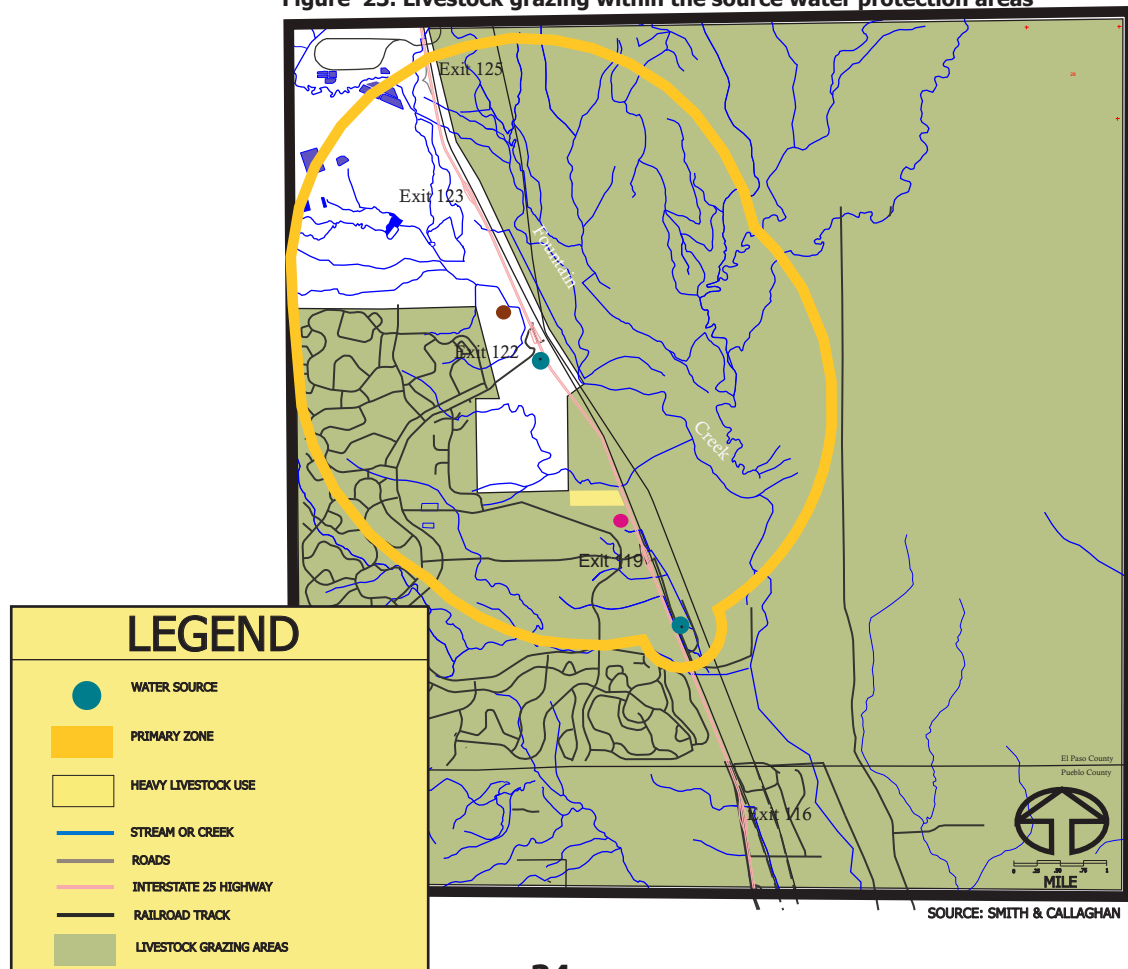 Figure 23: Livestock grazing within the source water protection areas
Exit 125
Exit 123
Fountain
Exit 122
Creek
Exit 119
El Paso County
Pueblo County
Exit 116
MILE
SOURCE: SMITH & CALLAGHAN
LEGEND
WATER SOURCE
PRIMARY ZONE
HEAVY LIVESTOCK USE
STREAM OR CREEK
ROADS
INTERSTATE 25 HIGHWAY
RAILROAD TRACK
LIVESTOCK GRAZING AREAS